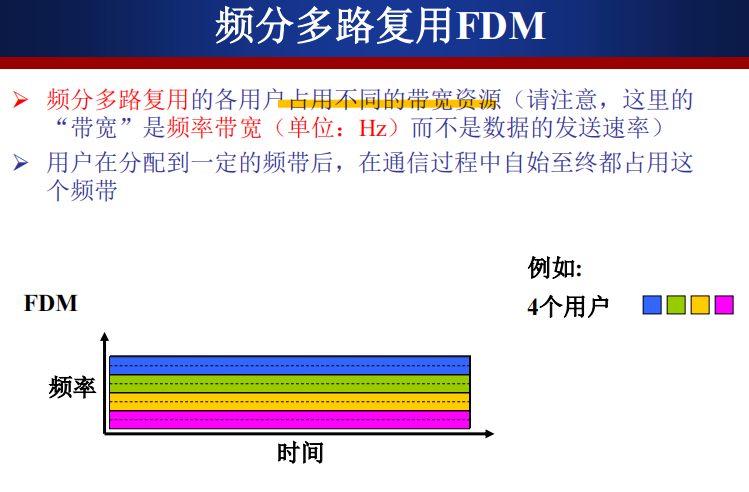 频分多路复用FDM
频分多路复用的各用户占用不同的带宽资源（请注意，这里的
“带宽”是频率带宽（单位：Hz）而不是数据的发送速率）
用户在分配到一定的频带后，在通信过程中自始至终都占用这
个频带
例如:
FDM
4个用户
频率
时间